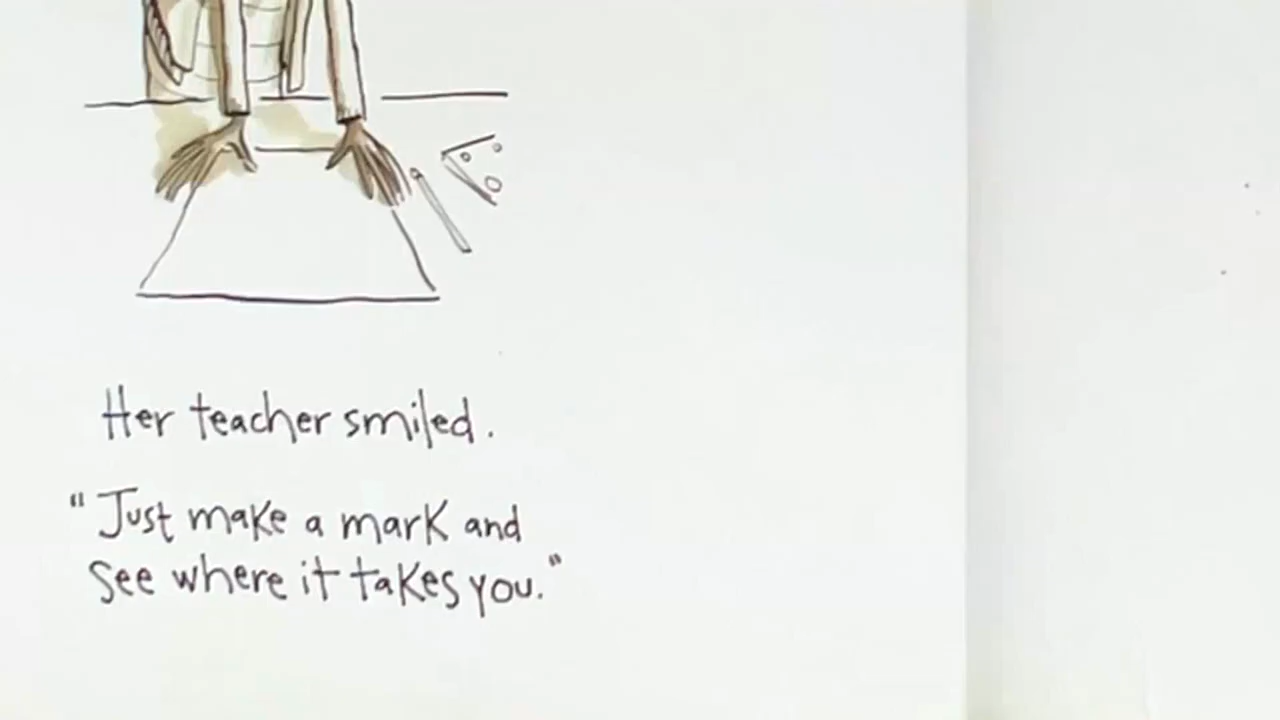 Her teacher smiled.
"Just make a mark and
see where it takes you."